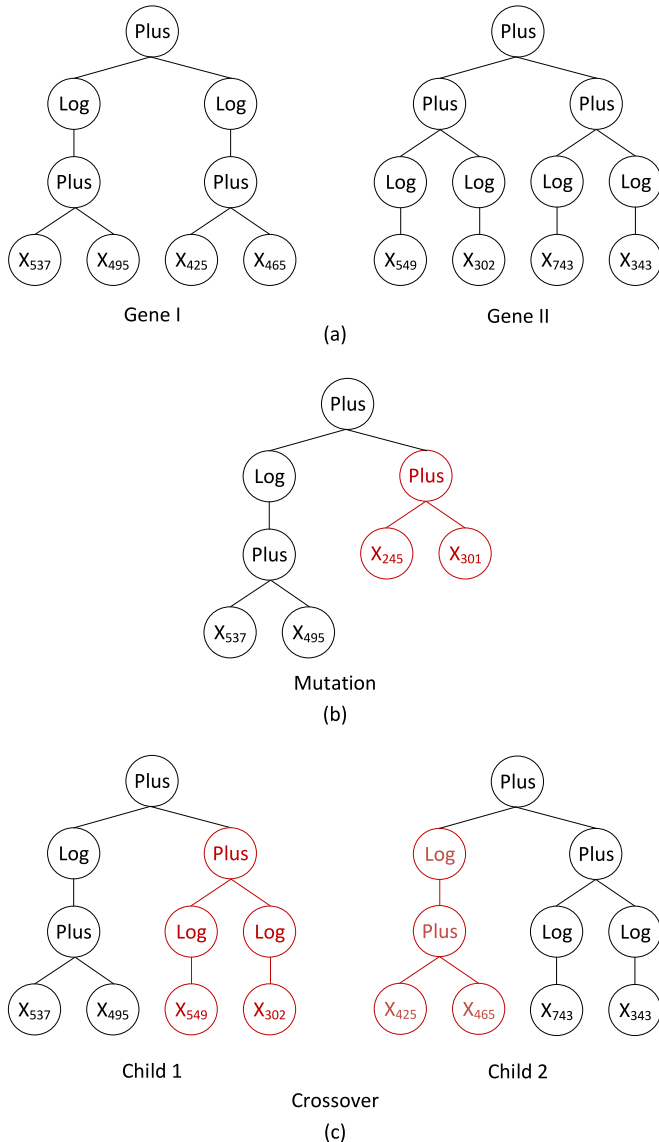 Plus Plus
Log Log Plus Plus
Plus Plus Log Log Log Log
X537 X495 X425 X465 X549 X302 X743 X343
Gene I Gene II
(a)
Plus
Log Plus
Plus X245 X301
X537 X495
Mutation
(b)
Plus Plus
Log Plus Log Plus
Plus Log Log Plus Log Log
X537 X495 X549 X302 X425 X465 X743 X343
Child 1 Child 2
Crossover
(c)